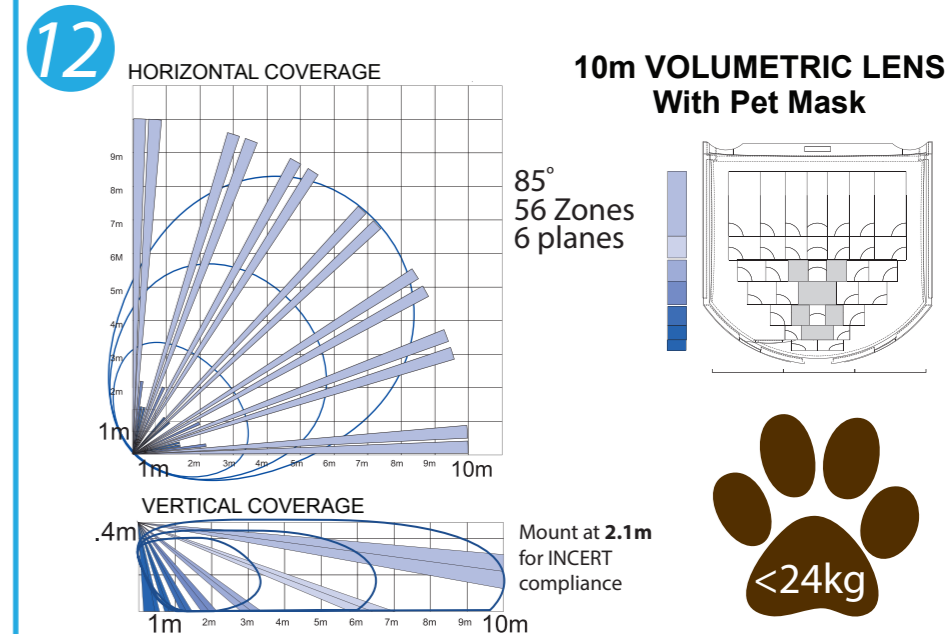 12
HORIZONTAL COVERAGE
10m VOLUMETRIC LENS
With Pet Mask
9m
8m
7m
6M
5m
4m
3m
2m
1m
1m 2m 3m 4m 5m 6m 7m 8m 9m 10m
85°
56 Zones
6 planes
VERTICAL COVERAGE
.4m
1m 2m 3m 4m 5m 6m 7m 8m 9m 10m
Mount at 2.1m
for INCERT
compliance
<24kg